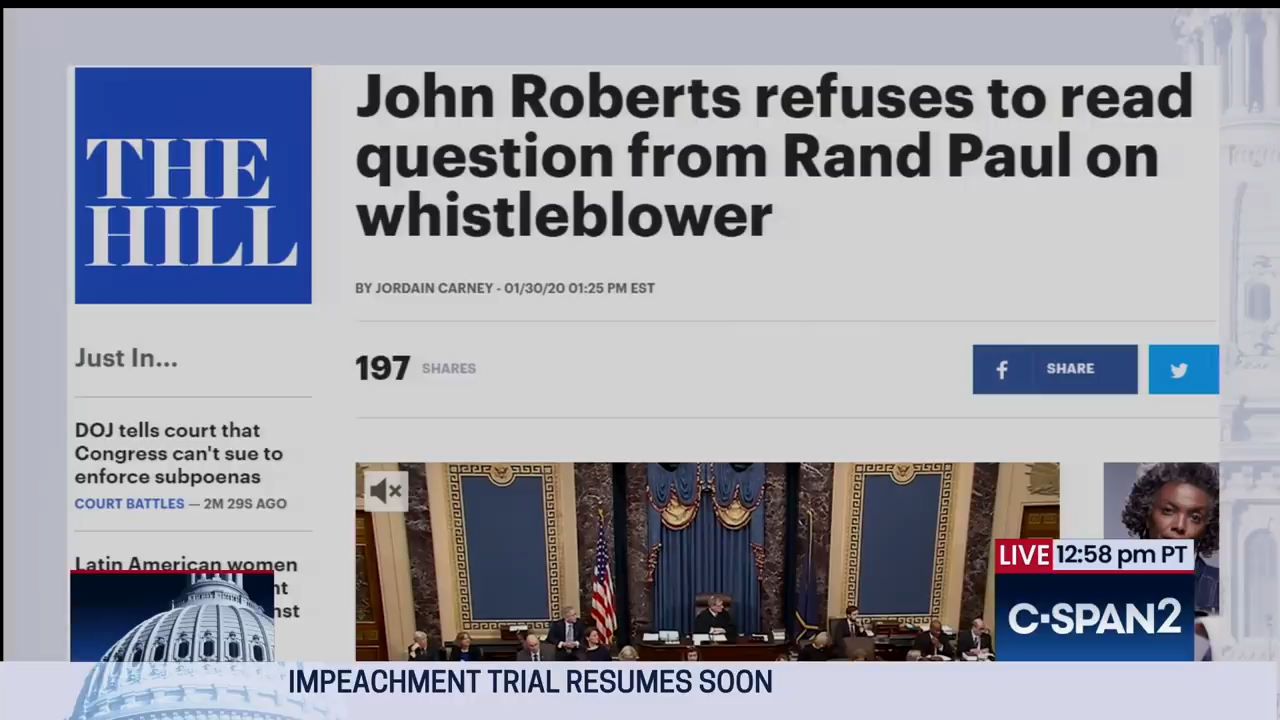 THE
HILL
John Roberts refuses to read
question from Rand Paul on
whistleblower
BY JORDAIN CARNEY - 01/30/20 01:25 PM EST
197 SHARES
f SHARE
Just In...
DOJ tells court that
Congress can't sue to
enforce subpoenas
COURT BATTLES — 2M 29S AGO
Latin American women
nt
nst
LIVE 12:58 pm PT
C-SPAN2
IMPEACHMENT TRIAL RESUMES SOON